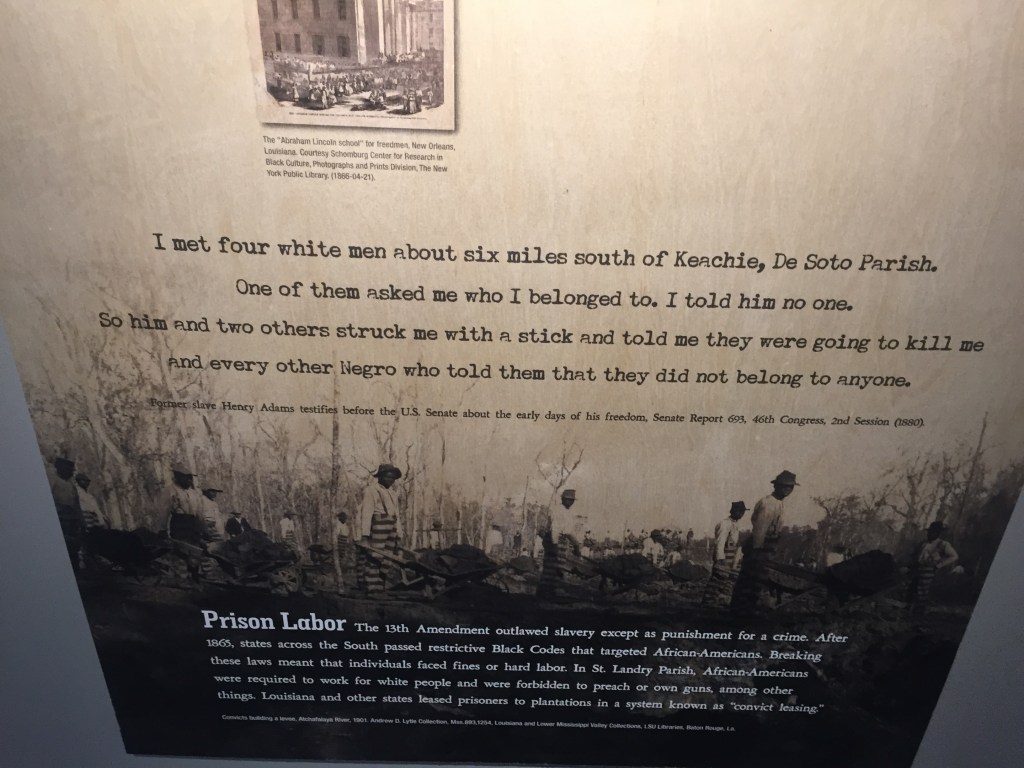 The "Abraham Lincoln school" for freedmen, New Orleans,
Louisiana. Courtesy Schomburg Center for Research in
Black Culture, Photographs and Prints Division, The New
York Public Library. (1866-04-21).
I met four white men about six miles south of Keachie, De Soto Parish.
One of them asked me who I belonged to. I told him no one.
So him and two others struck me with a stick and told me they were going to kill me
and every other Negro who told them that they did not belong to anyone.
Former slave Henry Adams testifies before the U.S. Senate about the early days of his freedom, Senate Report 693, 46th Congress, 2nd Session (1880).
Prison Labor The 13th Amendment outlawed slavery except as punishment for a crime. After
1865, states across the South passed restrictive Black Codes that targeted African-Americans. Breaking
these laws meant that individuals faced fines or hard labor. In St. Landry Parish, African-Americans
were required to work for white people and were forbidden to preach or own guns, among other
things. Louisiana and other states leased prisoners to plantations in a system known as "convict leasing."
Convicts building a levee, Atchafalaya River, 1901. Andrew D. Lytle Collection, Mss.893,1254, Louisiana and Lower Mississippi Valley Collections, LSU Libraries, Baton Rouge, La.